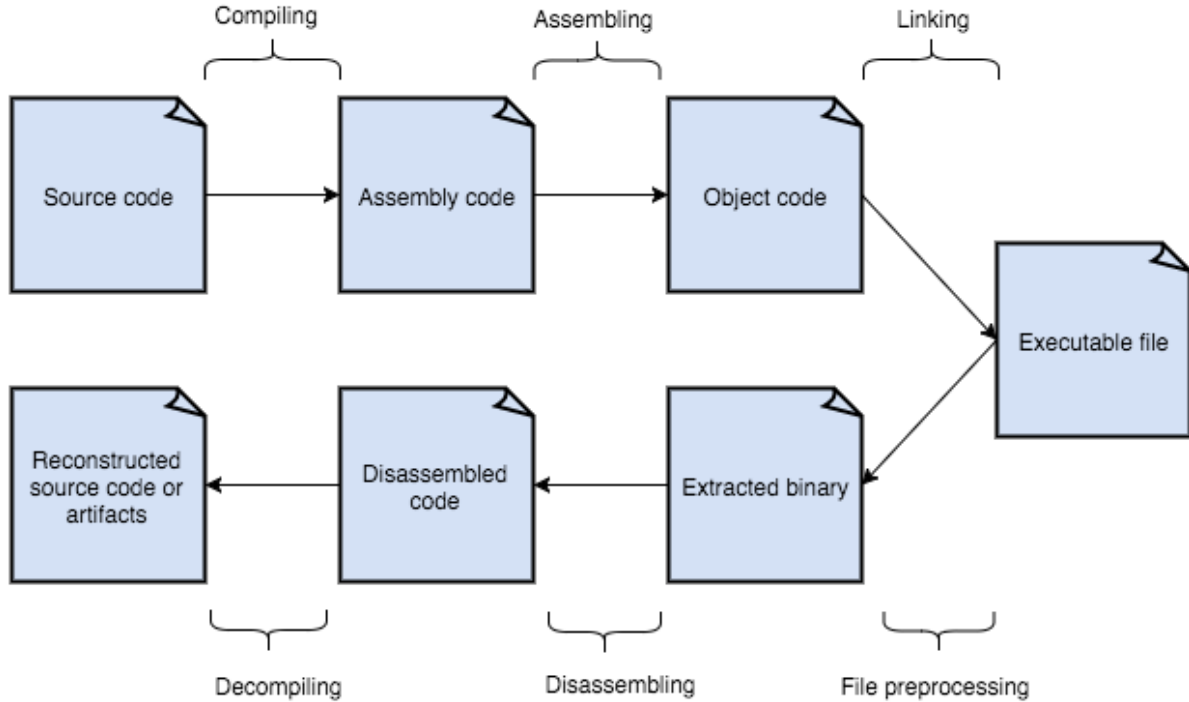 Compiling
Assembling
Linking
Source code
Assembly code
Object code
Executable file
Reconstructed
source code or
artifacts
Disassembled
code
Extracted binary
Decompiling
Disassembling
File preprocessing